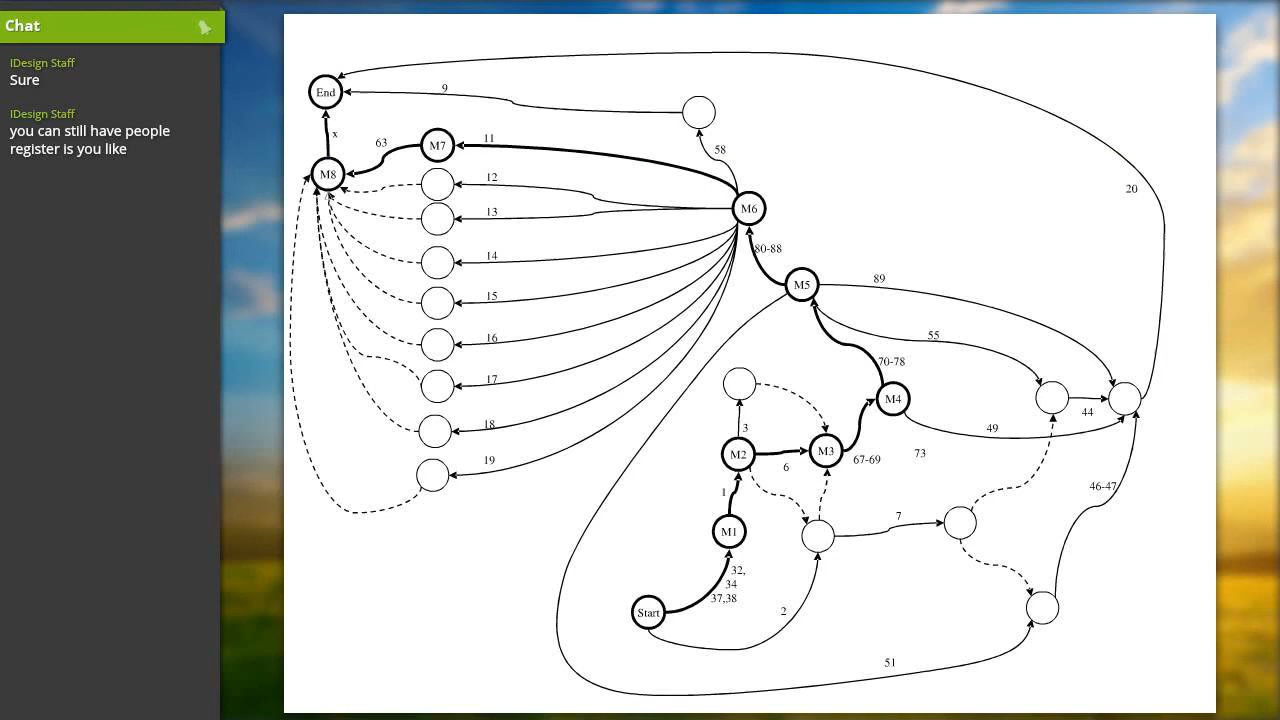 Chat
IDesign Staff
Sure
IDesign Staff
you can still have people
register is you like
End
9
x
63
M7
11
58
M8
12
20
13
M6
14
80-88
15
M5
89
16
55
70-78
17
M4
44
18
3
49
19
M2
6
M3
67-69
73
1
46-47
M1
7
32,
34
37,38
Start
2
51